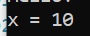 x = 10